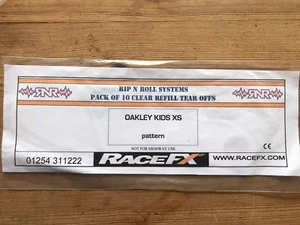 RNR RIP N ROLL SYSTEMS RNR
PACK OF 10 CLEAR REFILL TEAR OFFS
OAKLEY KIDS XS
pattern
NOT FOR HIGHWAY USE
CE
01254 311222 RACEFX WWW.RACEFX.COM